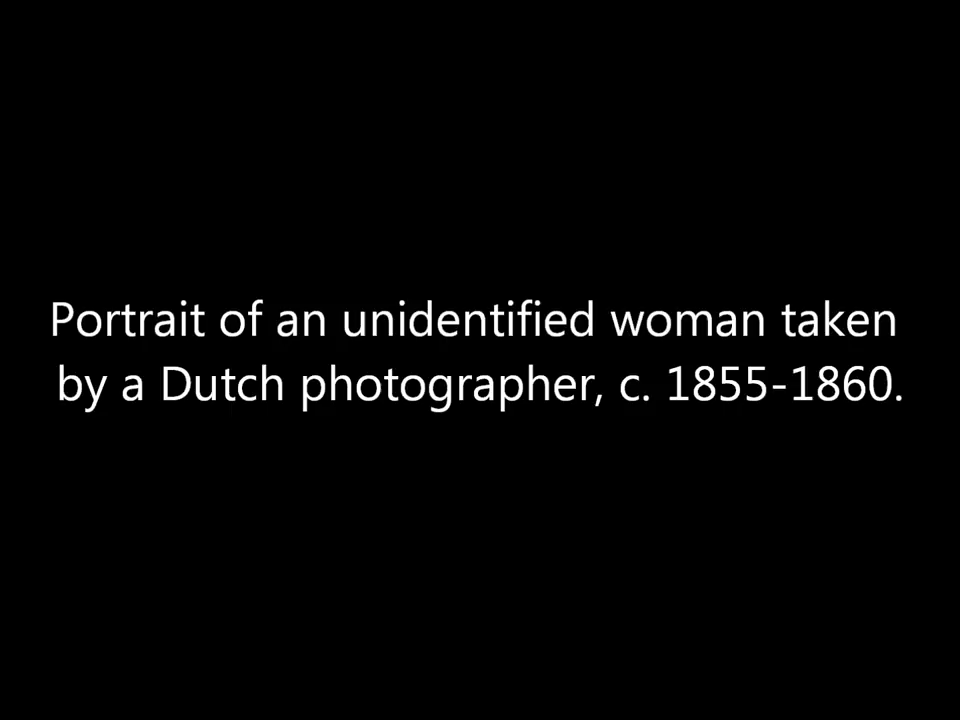 Portrait of an unidentified woman taken
by a Dutch photographer, c. 1855-1860.